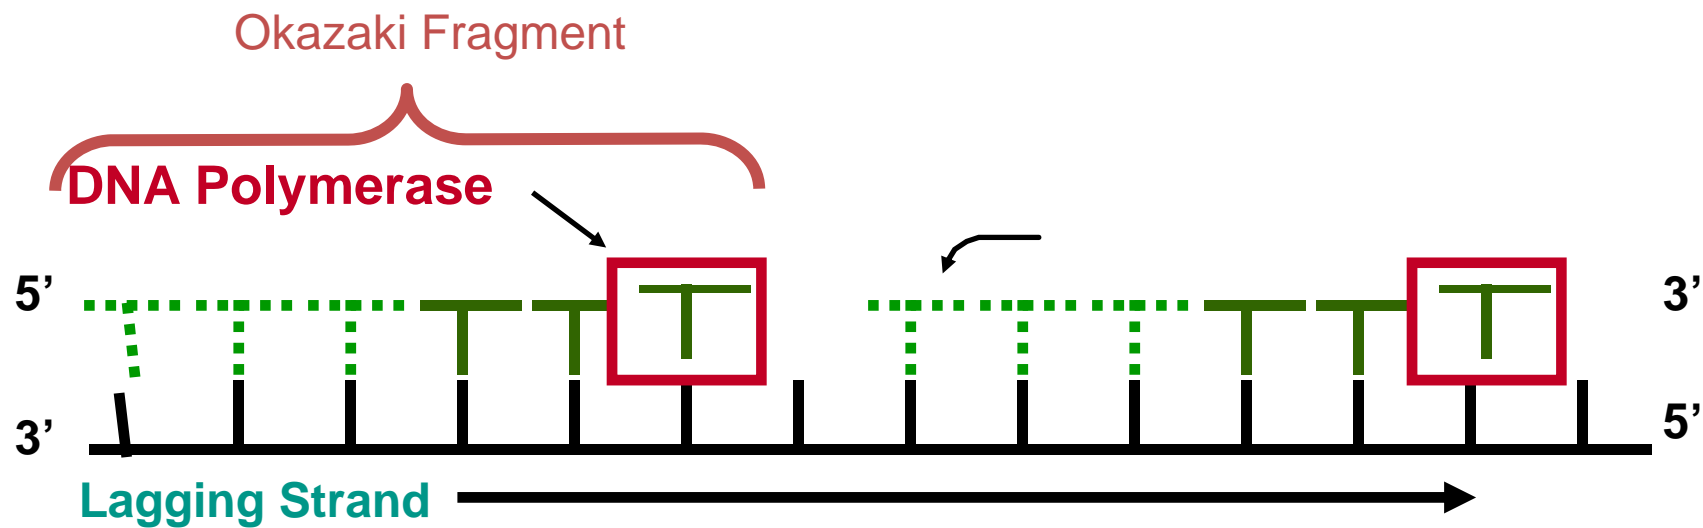 Okazaki Fragment
DNA Polymerase
5’ 3’
3’ 5’
Lagging Strand